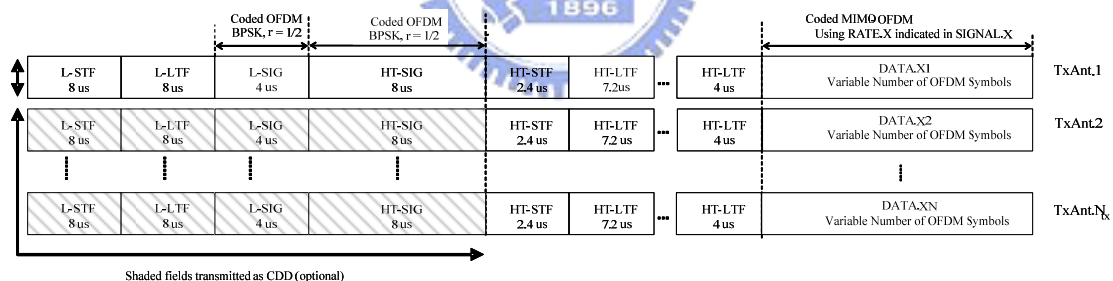 1896
Coded OFDM
BPSK, r = 1/2
Coded OFDM
BPSK, r = 1/2
Coded MIMO-OFDM
Using RATE.X indicated in SIGNAL.X
L-STF
8 us
L-LTF
8 us
L-SIG
4 us
HT-SIG
8 us
HT-STF
2.4 us
HT-LTF
7.2us
...
HT-LTF
4 us
DATA.X1
Variable Number of OFDM Symbols
TxAnt.1
L-STF
8 us
L-LTF
8 us
L-SIG
4 us
HT-SIG
8 us
HT-STF
2.4 us
HT-LTF
7.2 us
...
HT-LTF
4 us
DATA.X2
Variable Number of OFDM Symbols
TxAnt.2
L-STF
8 us
L-LTF
8 us
L-SIG
4 us
HT-SIG
8 us
HT-STF
2.4 us
HT-LTF
7.2 us
...
HT-LTF
4 us
DATA.XN
Variable Number of OFDM Symbols
TxAnt.Ntx
Shaded fields transmitted as CDD (optional)